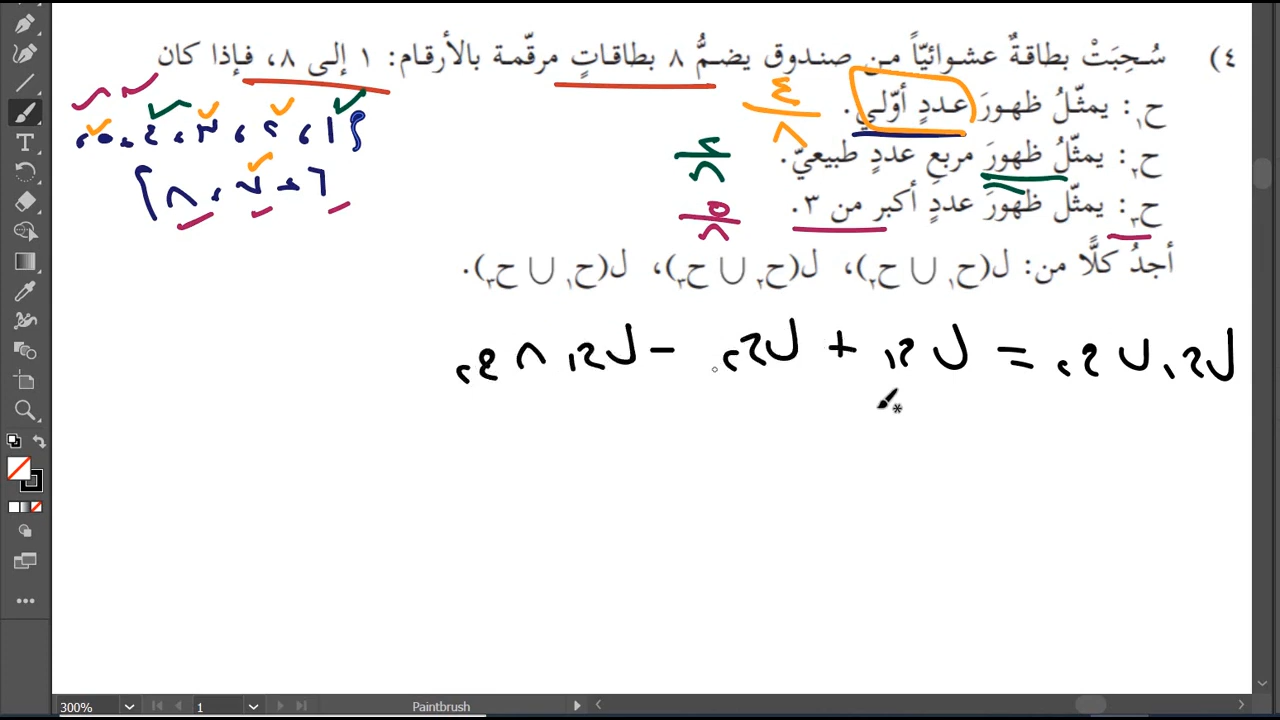 ٤) سُحِبَتْ بطاقةٌ عشوائيّاً من صندوق يضمُّ ٨ بطاقاتٍ مرقّمة بالأرقام: ١ إلى ٨، فإذا كان
ح١: يمثّلُ ظهورَ عددٍ أوّلي. ٤/٨
{١، ٢، ٣، ٤، ٥،
ح٢: يمثّلُ ظهورَ مربعِ عددٍ طبيعيّ. ٢/٨
٦، ٧، ٨}
ح٣: يمثّلُ ظهورَ عددٍ أكبر من ٣. ٥/٨
أجدُ كلًّا من: ل(ح١ ∪ ح٢)، ل(ح٢ ∪ ح٣)، ل(ح١ ∪ ح٣).
ل ح١ ∪ ح٢ = ل ح١ + ل ح٢ − ل ح١ ∩ ح٢
300%
1
Paintbrush